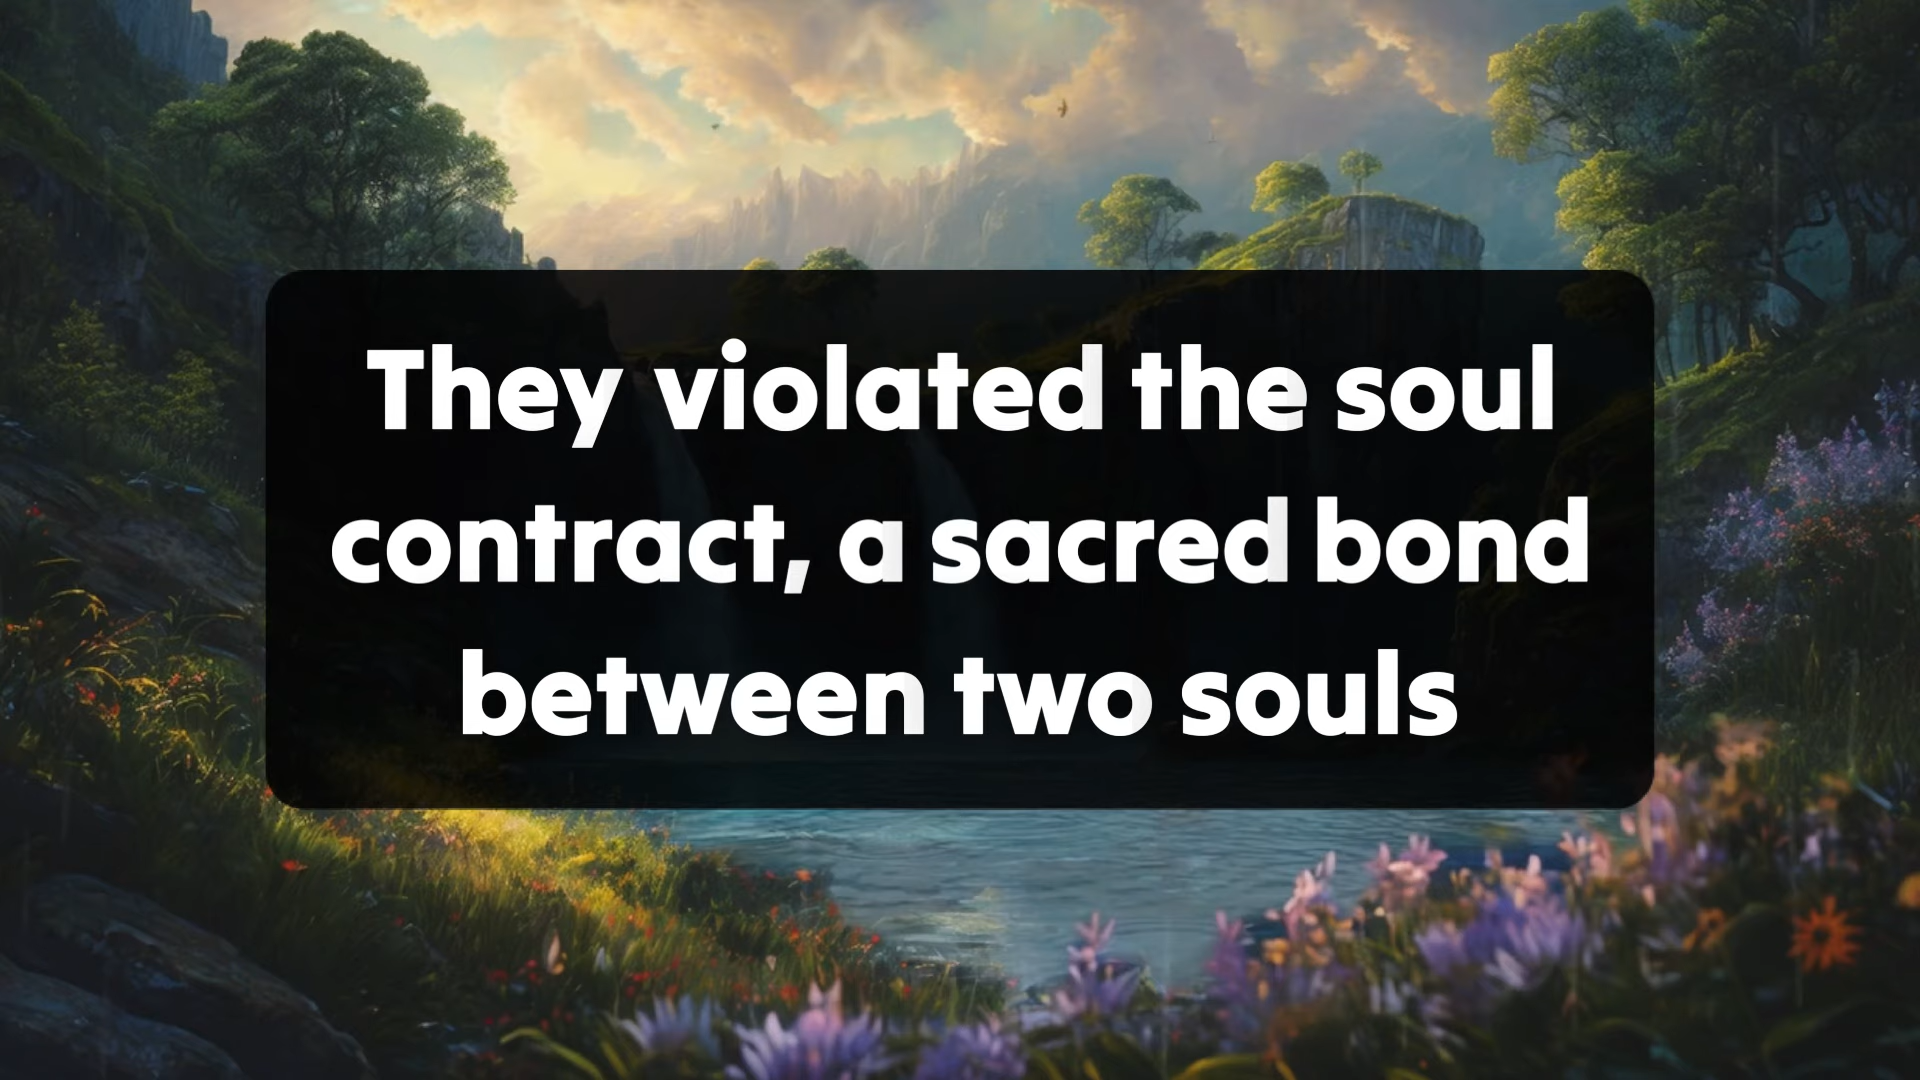 They violated the soul
contract, a sacred bond
between two souls